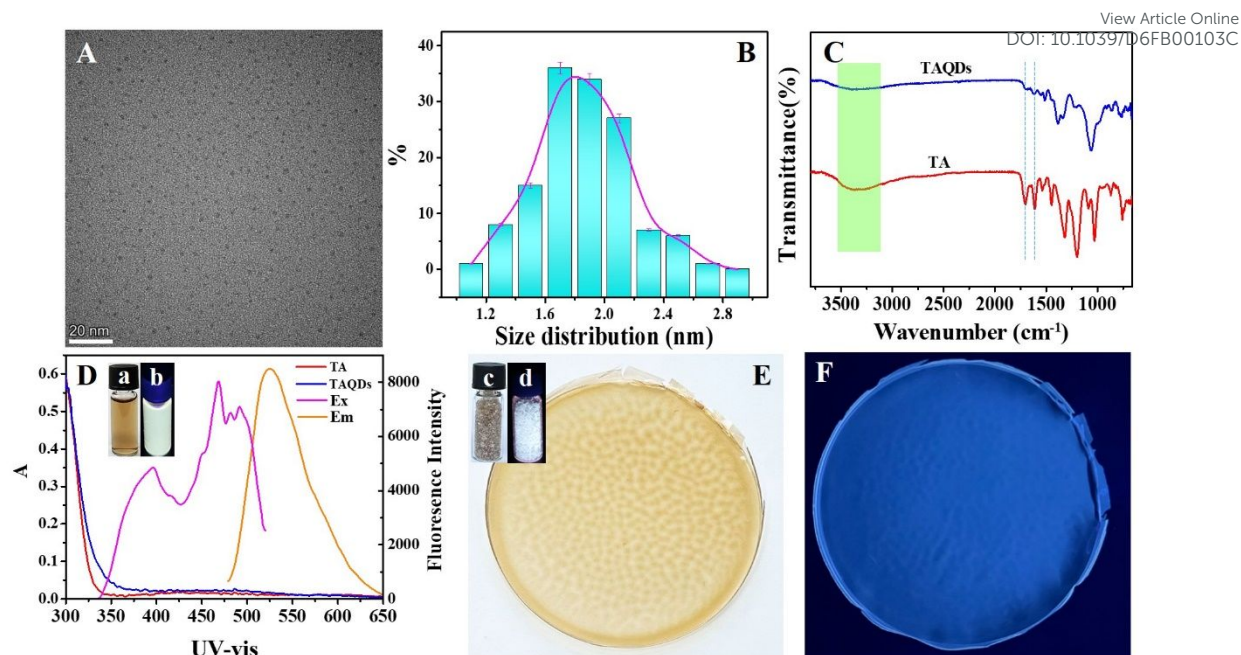 View Article Online
DOI: 10.1039/D6FB00103C
A
20 nm
B
40
30
20
10
0
%
1.2 1.6 2.0 2.4 2.8
Size distribution (nm)
C
TAQDs
TA
Transmittance(%)
3500 3000 2500 2000 1500 1000
Wavenumber (cm⁻¹)
D
a b
TA
TAQDs
Ex
Em
0.6
0.5
0.4
0.3
0.2
0.1
0.0
A
8000
6000
4000
2000
0
Fluoresence Intensity
300 350 400 450 500 550 600 650
UV-vis
c d
E
F